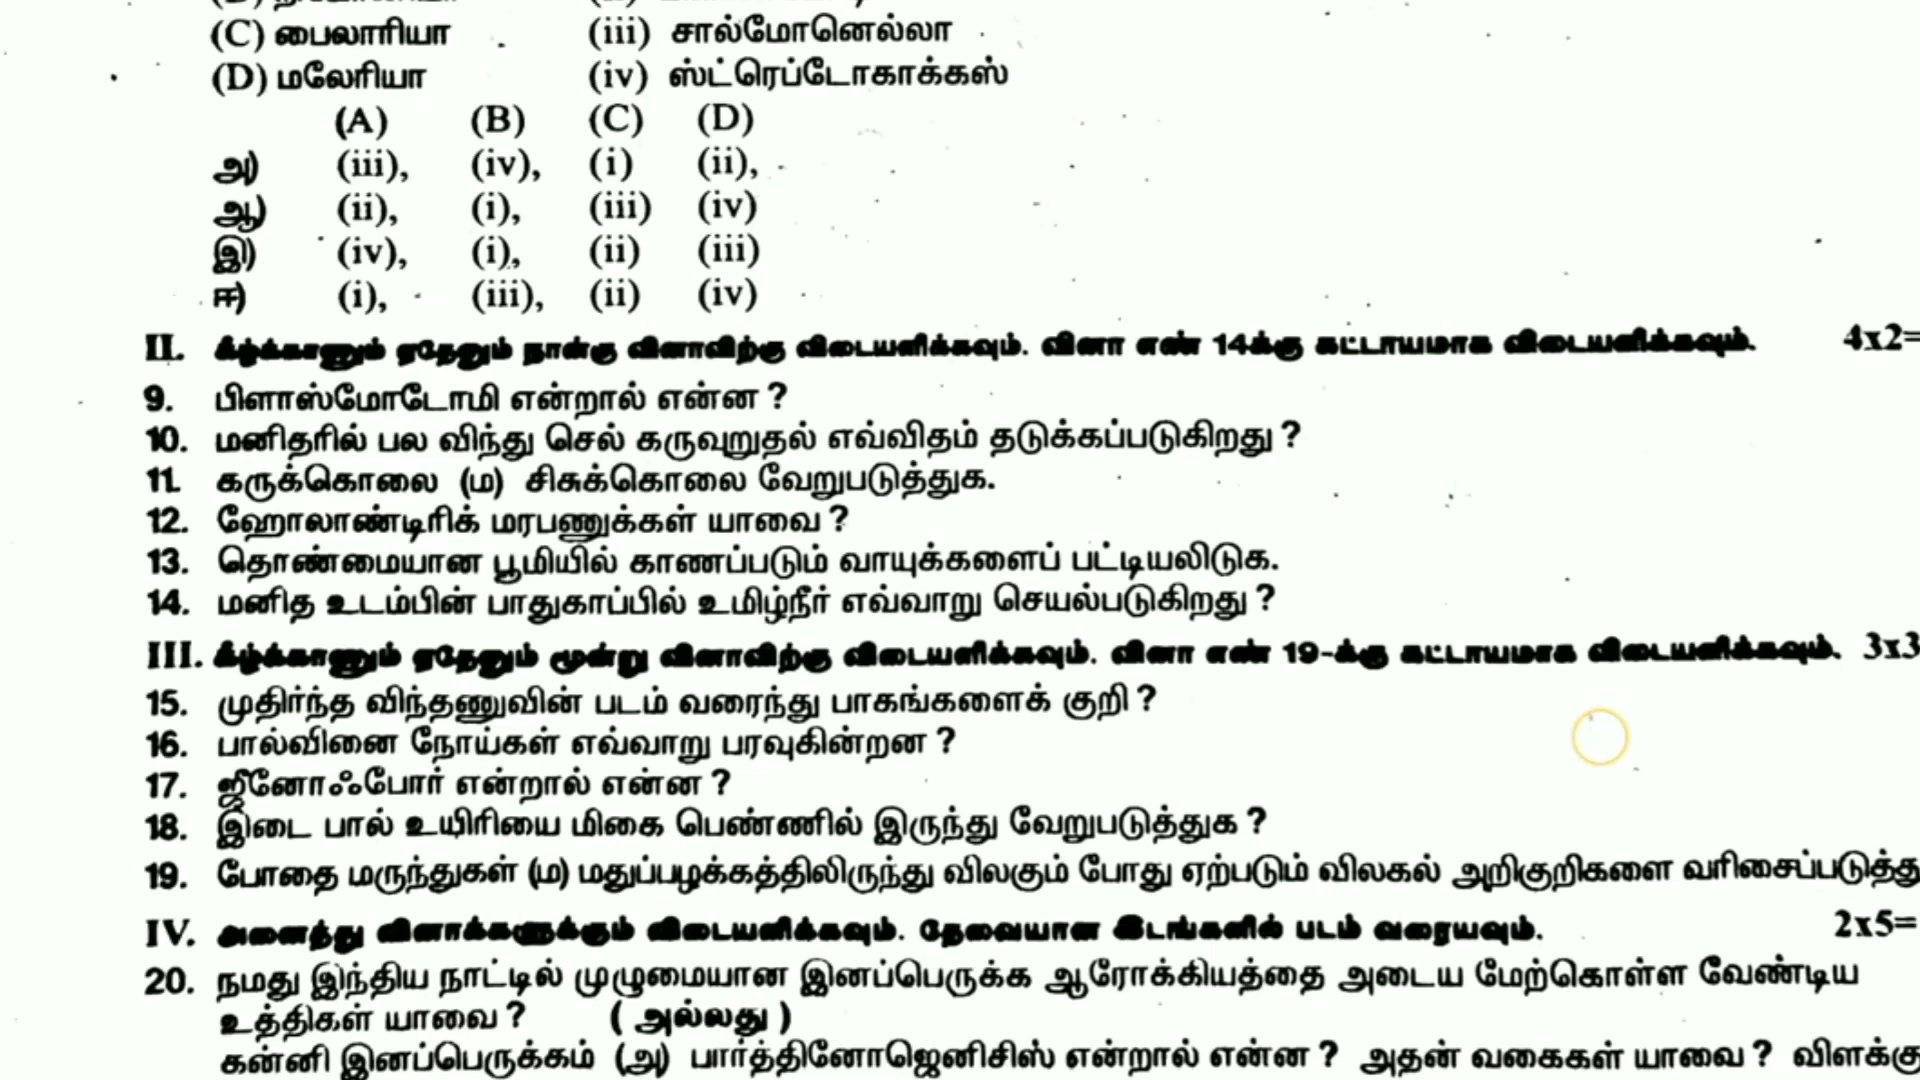 (C) பைலாரியா (iii) சால்மோனெல்லா
(D) மலேரியா (iv) ஸ்ட்ரெப்டோகாக்கஸ்
(A) (B) (C) (D)
அ) (iii), (iv), (i) (ii),
ஆ) (ii), (i), (iii) (iv)
இ) (iv), (i), (ii) (iii)
ஈ) (i), (iii), (ii) (iv)
II. கீழ்க்காணும் ஏதேனும் நான்கு வினாவிற்கு விடையளிக்கவும். வினா எண் 14க்கு கட்டாயமாக விடையளிக்கவும். 4x2=
9. பிளாஸ்மோடோமி என்றால் என்ன ?
10. மனிதரில் பல விந்து செல் கருவுறுதல் எவ்விதம் தடுக்கப்படுகிறது ?
11. கருக்கொலை (ம) சிசுக்கொலை வேறுபடுத்துக.
12. ஹோலாண்டிரிக் மரபணுக்கள் யாவை ?
13. தொண்மையான பூமியில் காணப்படும் வாயுக்களைப் பட்டியலிடுக.
14. மனித உடம்பின் பாதுகாப்பில் உமிழ்நீர் எவ்வாறு செயல்படுகிறது ?
III. கீழ்க்காணும் ஏதேனும் மூன்று வினாவிற்கு விடையளிக்கவும். வினா எண் 19-க்கு கட்டாயமாக விடையளிக்கவும். 3x3
15. முதிர்ந்த விந்தணுவின் படம் வரைந்து பாகங்களைக் குறி ?
16. பால்வினை நோய்கள் எவ்வாறு பரவுகின்றன ?
17. ஜீனோஃபோர் என்றால் என்ன ?
18. இடை பால் உயிரியை மிகை பெண்ணில் இருந்து வேறுபடுத்துக ?
19. போதை மருந்துகள் (ம) மதுப்பழக்கத்திலிருந்து விலகும் போது ஏற்படும் விலகல் அறிகுறிகளை வரிசைப்படுத்து
IV. அனைத்து வினாக்களுக்கும் விடையளிக்கவும். தேவையான இடங்களில் படம் வரையவும். 2x5=
20. நமது இந்திய நாட்டில் முழுமையான இனப்பெருக்க ஆரோக்கியத்தை அடைய மேற்கொள்ள வேண்டிய
உத்திகள் யாவை ? ( அல்லது )
கன்னி இனப்பெருக்கம் (அ) பார்த்தினோஜெனிசிஸ் என்றால் என்ன ? அதன் வகைகள் யாவை ? விளக்கு